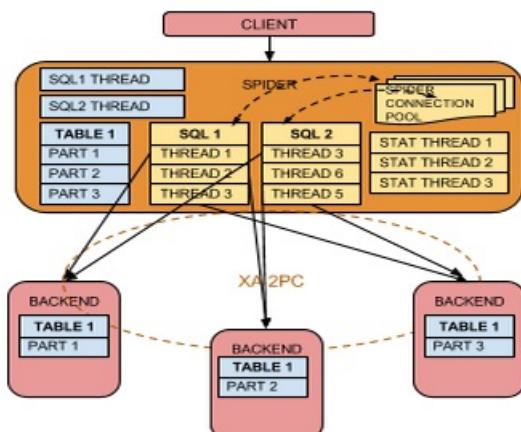 CLIENT
SQL1 THREAD
SQL2 THREAD
SPIDER
SPIDER
CONNECTION
POOL
TABLE 1
PART 1
PART 2
PART 3
SQL 1
THREAD 1
THREAD 2
THREAD 3
SQL 2
THREAD 3
THREAD 6
THREAD 5
STAT THREAD 1
STAT THREAD 2
STAT THREAD 3
XA 2PC
BACKEND
TABLE 1
PART 1
BACKEND
TABLE 1
PART 2
BACKEND
TABLE 1
PART 3